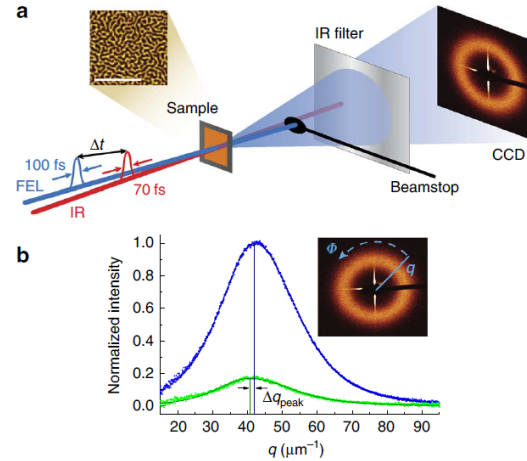 a
IR filter
Sample
Δt
100 fs
FEL
70 fs
IR
CCD
Beamstop
b
Normalized intensity
1.0
0.8
0.6
0.4
0.2
0.0
Φ
q
Δq_peak
20 30 40 50 60 70 80 90
q (μm⁻¹)